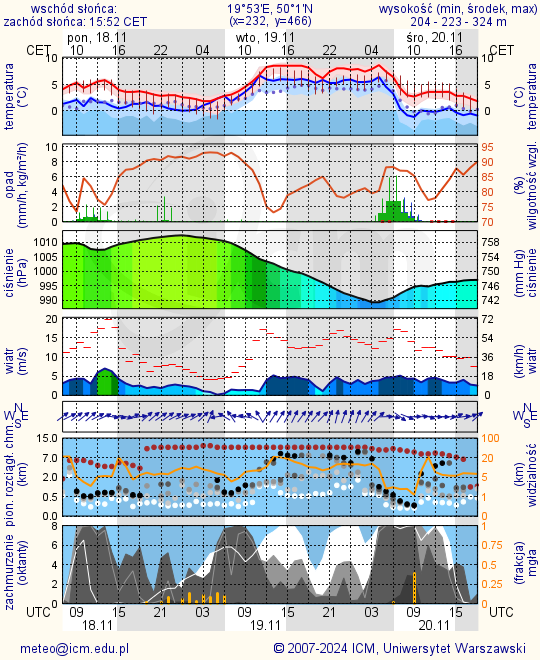 wschód słońca: 19°53'E, 50°1'N wysokość (min, środek, max)
zachód słońca: 15:52 CET (x=232, y=466) 204 - 223 - 324 m
pon, 18.11 wto, 19.11 śro, 20.11
CET 10 16 22 04 10 16 22 04 10 16 CET
temperatura (°C)
10 5 0
10 5 0
temperatura (°C)
opad (mm/h, kg/m²/h)
10 8 6 4 2 0
95 90 85 80 75 70
wilgotność wzgl. (%)
ciśnienie (hPa)
1010 1005 1000 995 990
758 754 750 746 742
ciśnienie (mm Hg)
wiatr (m/s)
20 15 10 5 0
72 54 36 18 0
wiatr (km/h)
N W E S
N W E S
pion. rozciągł. chm. (km)
15.0 7.0 2.0 0.5 0.0
100 20 5 1 0
widzialność (km)
zachmurzenie (oktanty)
8 6 4 2 0
1 0.75 0.5 0.25 0
mgła (frakcja)
UTC 09 15 21 03 09 15 21 03 09 15 UTC
18.11 19.11 20.11
meteo@icm.edu.pl © 2007-2024 ICM, Uniwersytet Warszawski